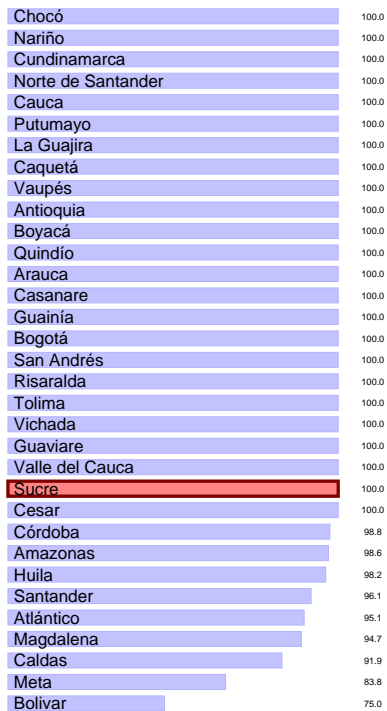 Chocó 100.0
Nariño 100.0
Cundinamarca 100.0
Norte de Santander 100.0
Cauca 100.0
Putumayo 100.0
La Guajira 100.0
Caquetá 100.0
Vaupés 100.0
Antioquia 100.0
Boyacá 100.0
Quindío 100.0
Arauca 100.0
Casanare 100.0
Guainía 100.0
Bogotá 100.0
San Andrés 100.0
Risaralda 100.0
Tolima 100.0
Vichada 100.0
Guaviare 100.0
Valle del Cauca 100.0
Sucre 100.0
Cesar 100.0
Córdoba 98.8
Amazonas 98.6
Huila 98.2
Santander 96.1
Atlántico 95.1
Magdalena 94.7
Caldas 91.9
Meta 83.8
Bolivar 75.0